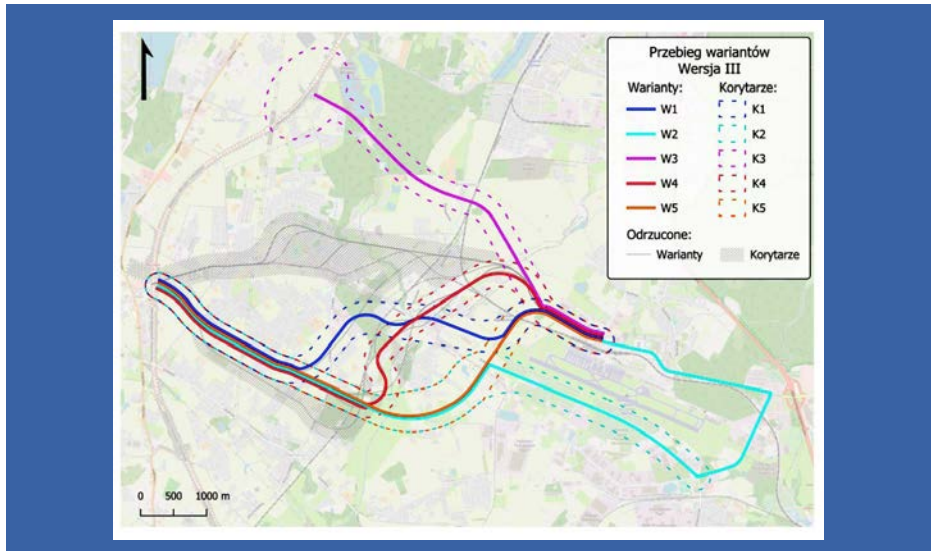 Przebieg wariantów
Wersja III
Warianty: Korytarze:
W1 K1
W2 K2
W3 K3
W4 K4
W5 K5
Odrzucone:
Warianty Korytarze
0 500 1000 m